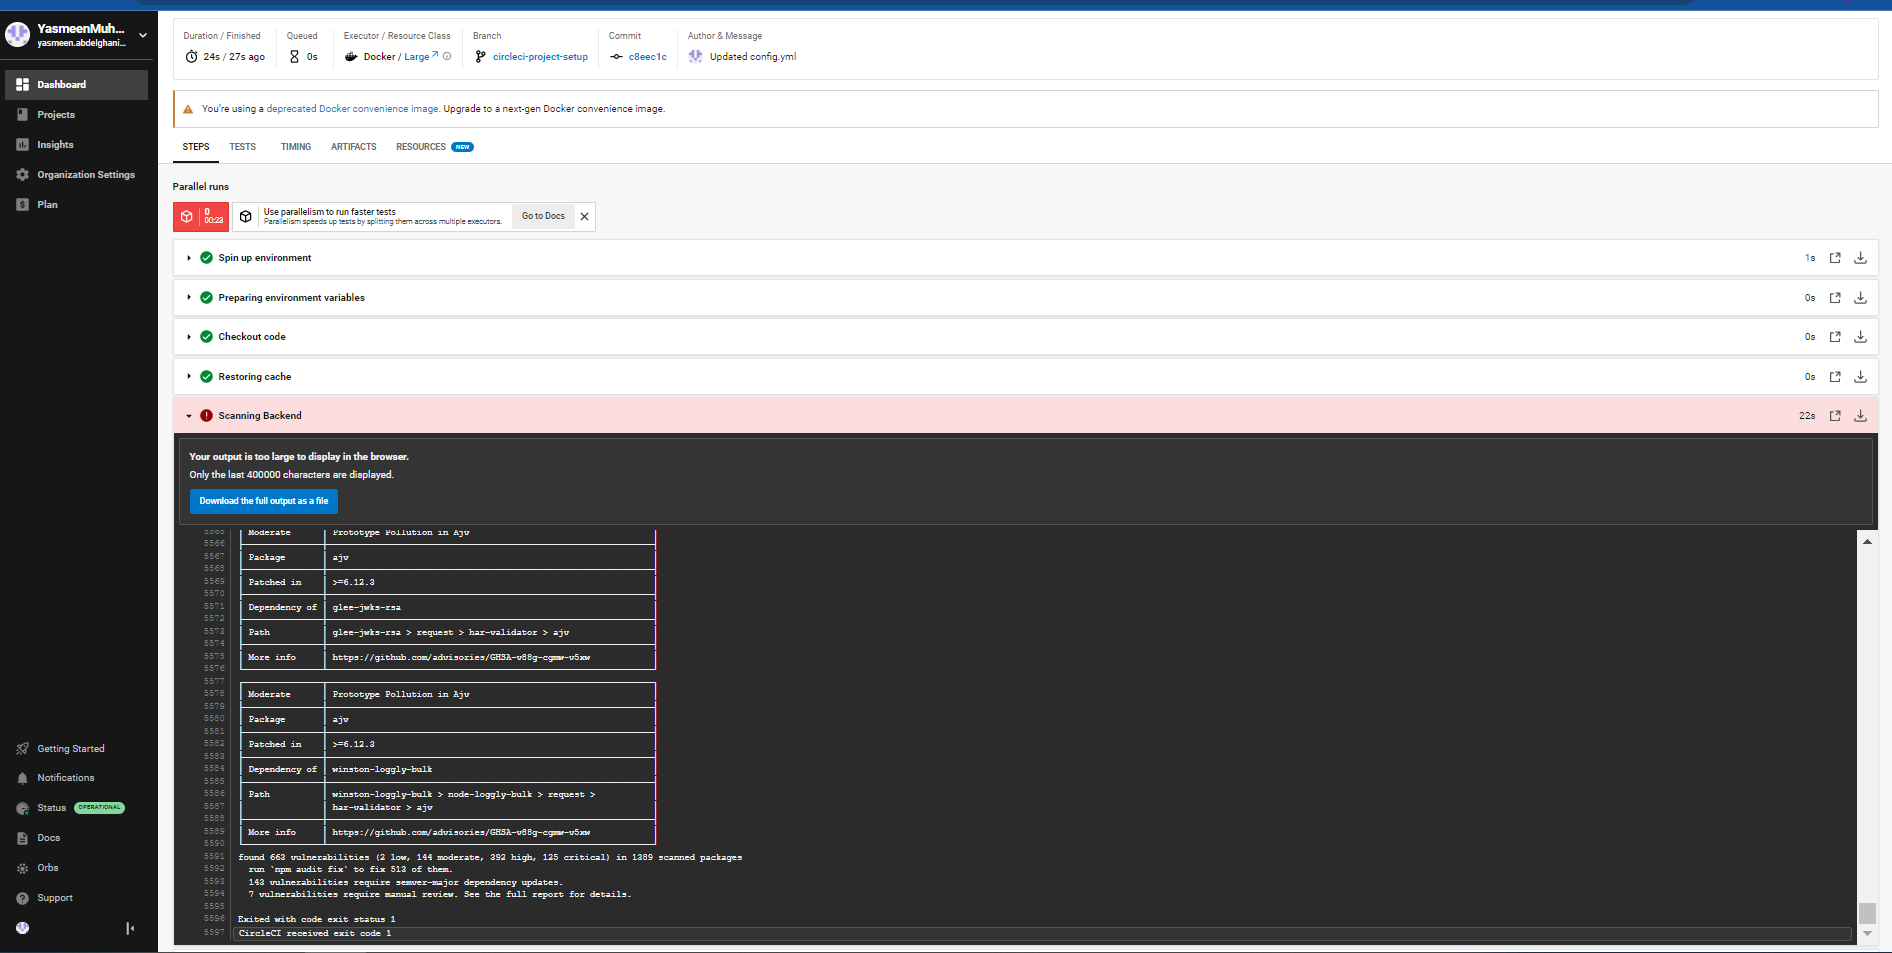 YasmeenMuh...
yasmeen.abdelghani...
Dashboard
Projects
Insights
Organization Settings
Plan
Getting Started
Notifications
Status OPERATIONAL
Docs
Orbs
Support
Duration / Finished
24s / 27s ago
Queued
0s
Executor / Resource Class
Docker / Large
Branch
circleci-project-setup
Commit
c8eec1c
Author & Message
Updated config.yml
You're using a deprecated Docker convenience image. Upgrade to a next-gen Docker convenience image.
STEPS TESTS TIMING ARTIFACTS RESOURCES NEW
Parallel runs
0
00:23
Use parallelism to run faster tests
Parallelism speeds up tests by splitting them across multiple executors.
Go to Docs
Spin up environment 1s
Preparing environment variables 0s
Checkout code 0s
Restoring cache 0s
Scanning Backend 22s
Your output is too large to display in the browser.
Only the last 400000 characters are displayed.
Download the full output as a file
5565 Moderate Prototype Pollution in Ajv
5566
5567 Package ajv
5568
5569 Patched in >=6.12.3
5570
5571 Dependency of glee-jwks-rsa
5572
5573 Path glee-jwks-rsa > request > har-validator > ajv
5574
5575 More info https://github.com/advisories/GHSA-v88g-cgmw-v5xw
5576
5577
5578 Moderate Prototype Pollution in Ajv
5579
5580 Package ajv
5581
5582 Patched in >=6.12.3
5583
5584 Dependency of winston-loggly-bulk
5585
5586 Path winston-loggly-bulk > node-loggly-bulk > request >
5587 har-validator > ajv
5588
5589 More info https://github.com/advisories/GHSA-v88g-cgmw-v5xw
5590
5591 found 663 vulnerabilities (2 low, 144 moderate, 392 high, 125 critical) in 1389 scanned packages
5592 run `npm audit fix` to fix 513 of them.
5593 143 vulnerabilities require semver-major dependency updates.
5594 7 vulnerabilities require manual review. See the full report for details.
5595
5596 Exited with code exit status 1
5597 CircleCI received exit code 1